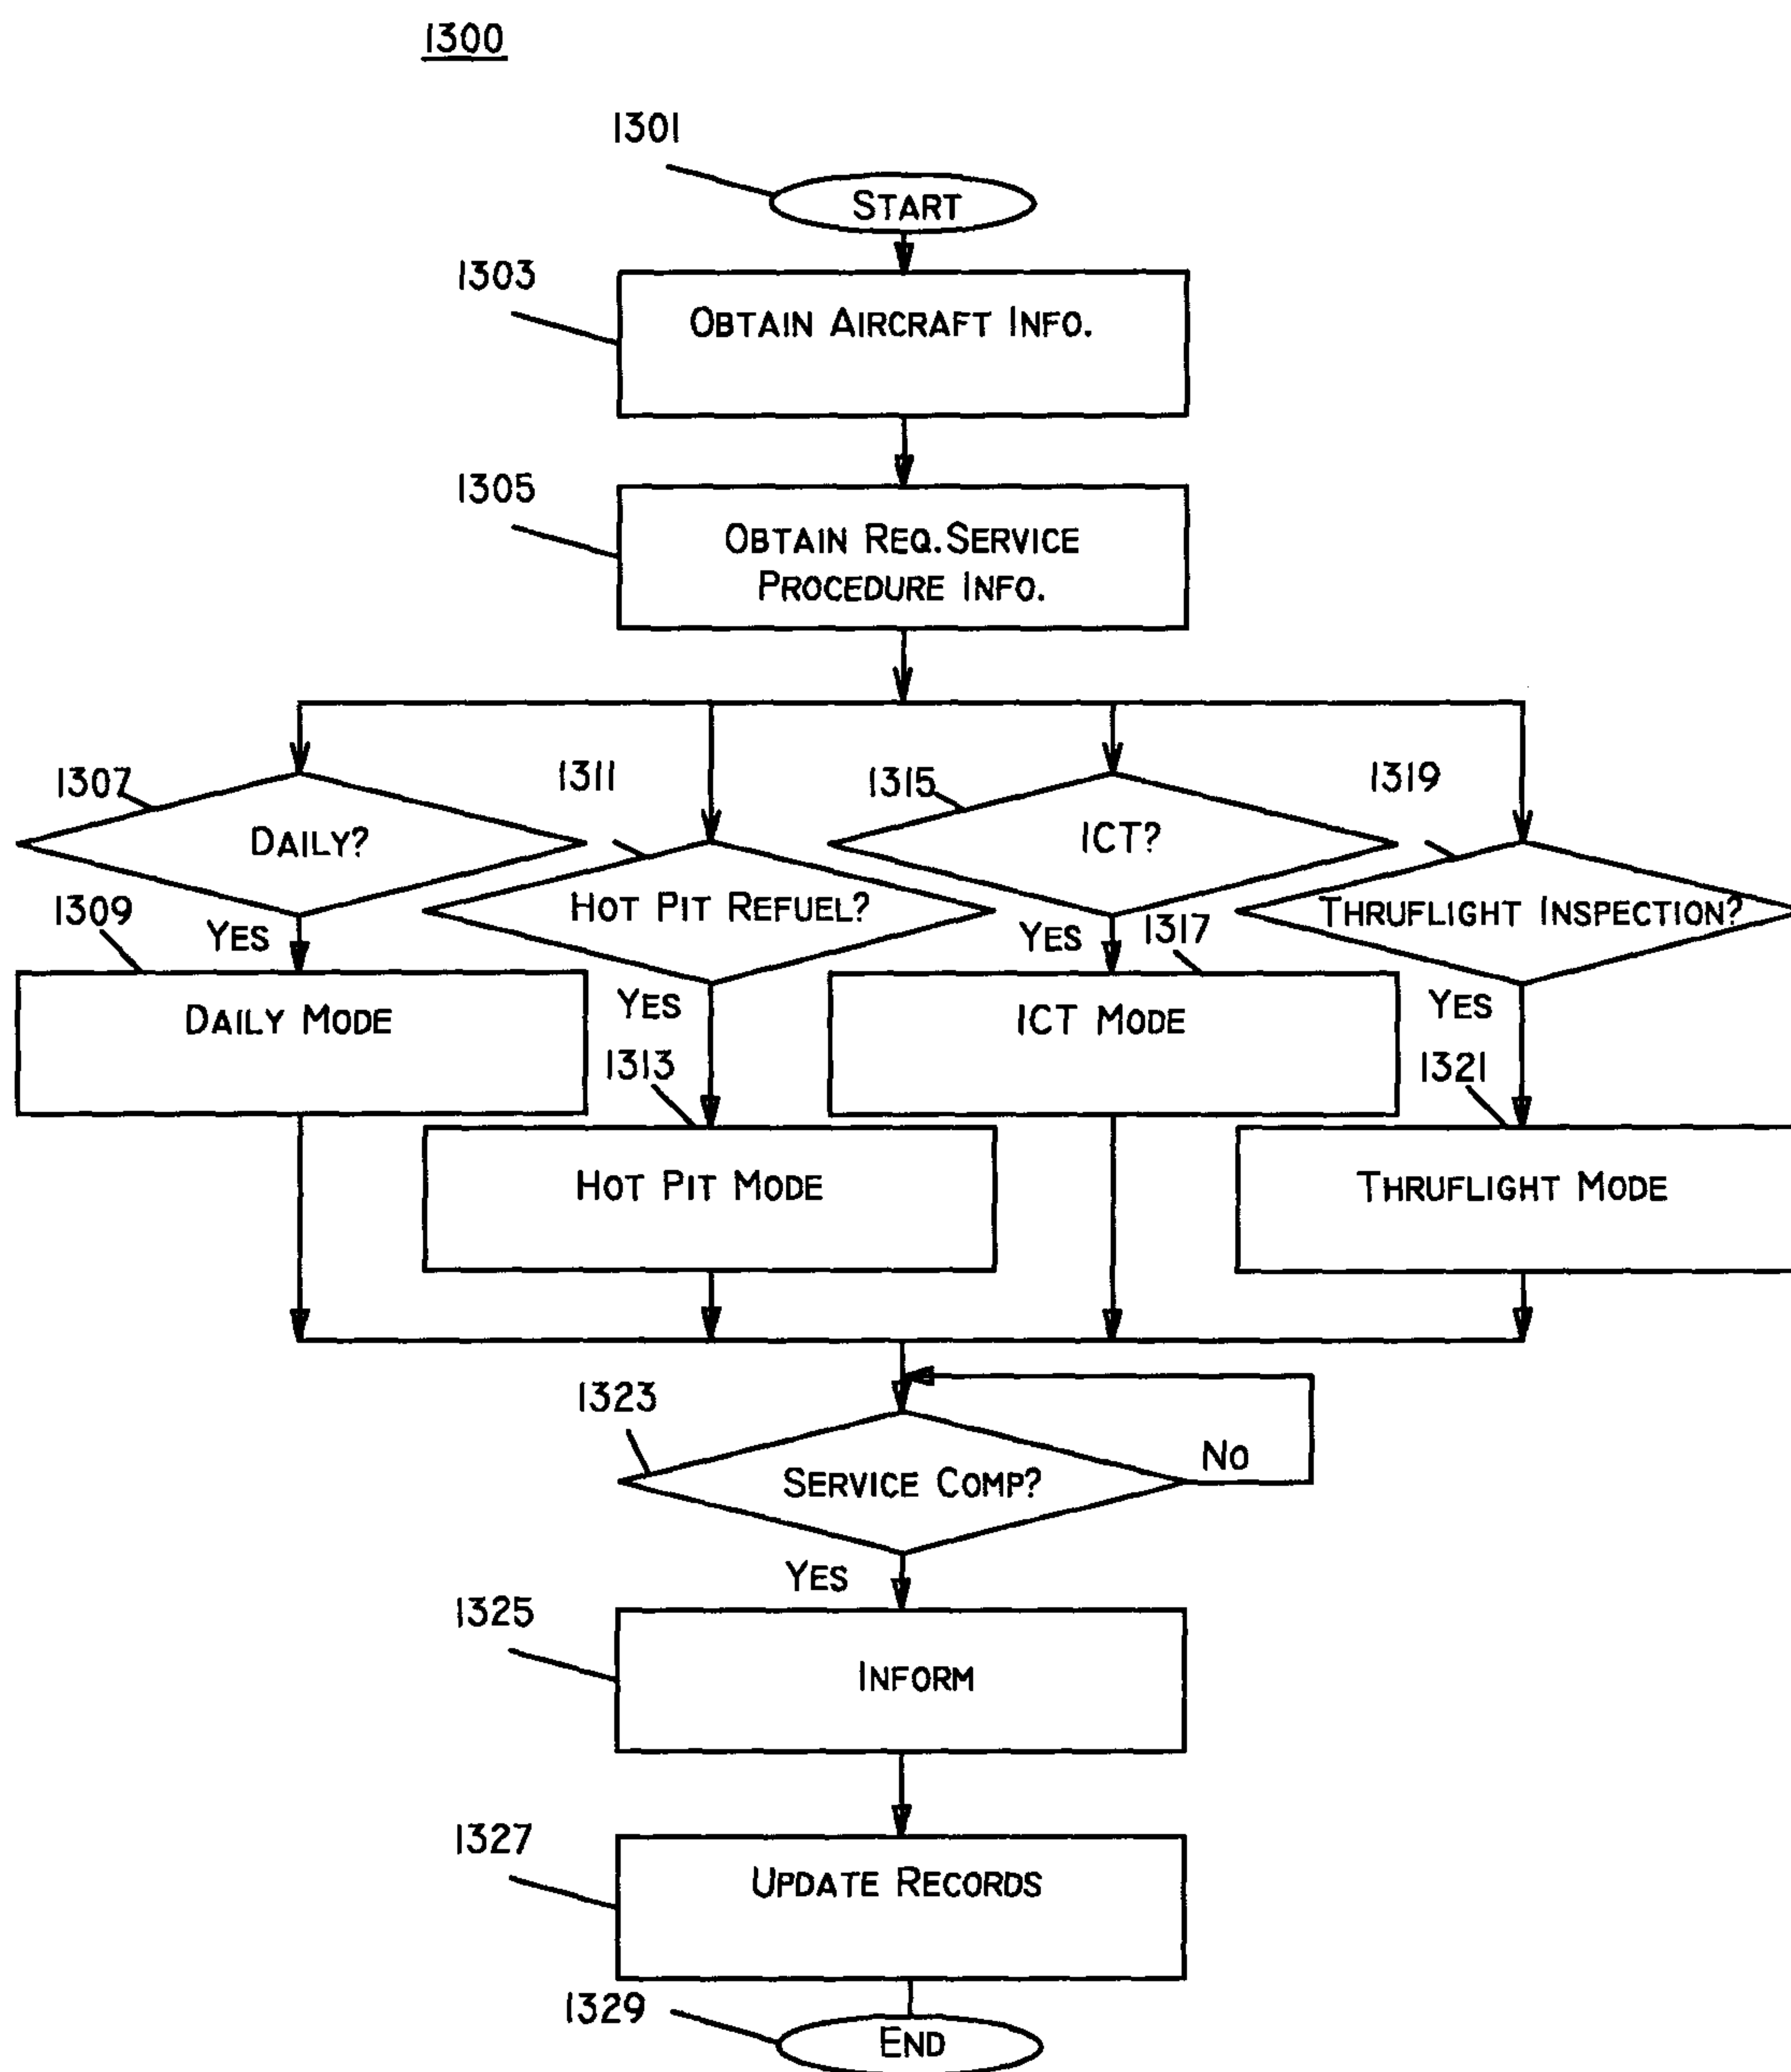 1300
1301
START
1303
OBTAIN AIRCRAFT INFO.
1305
OBTAIN REQ. SERVICE
PROCEDURE INFO.
1307
DAILY?
1311
HOT PIT REFUEL?
1315
ICT?
1319
THRUFLIGHT INSPECTION?
1309
YES
DAILY MODE
YES
1313
HOT PIT MODE
YES
1317
ICT MODE
YES
1321
THRUFLIGHT MODE
1323
SERVICE COMP?
NO
YES
1325
INFORM
1327
UPDATE RECORDS
1329
END